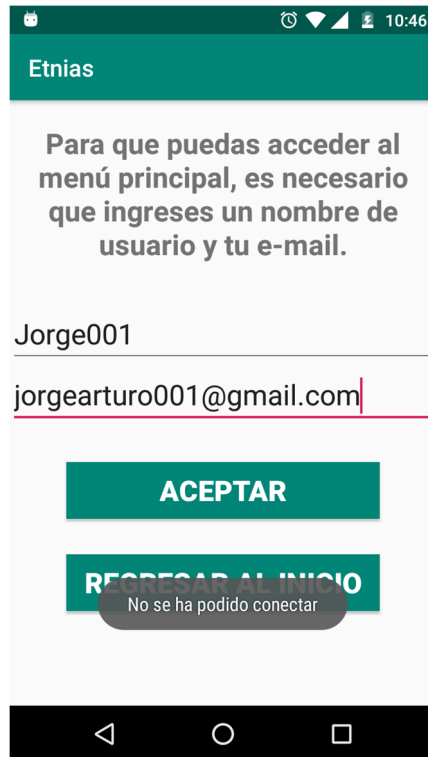 10:46
Etnias
Para que puedas acceder al
menú principal, es necesario
que ingreses un nombre de
usuario y tu e-mail.
Jorge001
jorgearturo001@gmail.com
ACEPTAR
REGRESAR AL INICIO
No se ha podido conectar